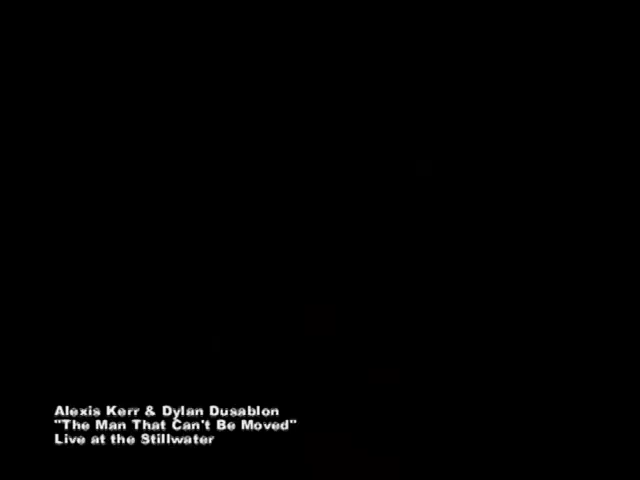 Alexis Kerr & Dylan Dusablon
"The Man That Can't Be Moved"
Live at the Stillwater